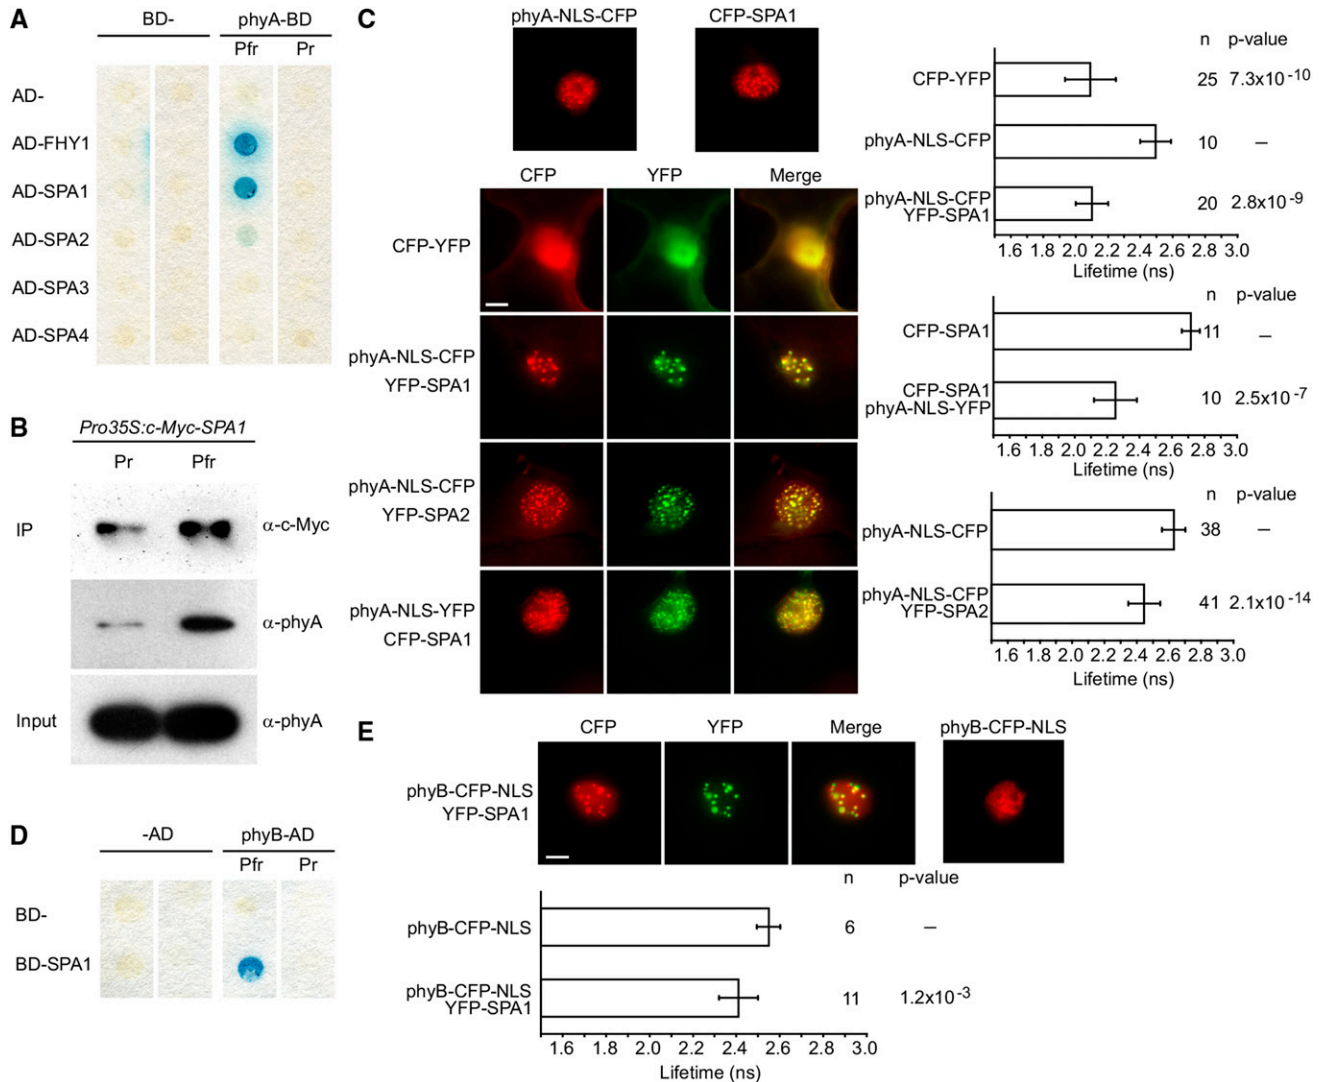 A
BD-
phyA-BD
Pfr
Pr
AD-
AD-FHY1
AD-SPA1
AD-SPA2
AD-SPA3
AD-SPA4
B
Pro35S:c-Myc-SPA1
Pr
Pfr
IP
α-c-Myc
α-phyA
Input
α-phyA
C
phyA-NLS-CFP
CFP-SPA1
CFP
YFP
Merge
CFP-YFP
phyA-NLS-CFP
YFP-SPA1
phyA-NLS-CFP
YFP-SPA2
phyA-NLS-YFP
CFP-SPA1
n p-value
CFP-YFP
25 7.3x10⁻¹⁰
phyA-NLS-CFP
10 –
phyA-NLS-CFP
YFP-SPA1
20 2.8x10⁻⁹
1.6 1.8 2.0 2.2 2.4 2.6 2.8 3.0
Lifetime (ns)
n p-value
CFP-SPA1
11 –
CFP-SPA1
phyA-NLS-YFP
10 2.5x10⁻⁷
1.6 1.8 2.0 2.2 2.4 2.6 2.8 3.0
Lifetime (ns)
n p-value
phyA-NLS-CFP
38 –
phyA-NLS-CFP
YFP-SPA2
41 2.1x10⁻¹⁴
1.6 1.8 2.0 2.2 2.4 2.6 2.8 3.0
Lifetime (ns)
D
-AD
phyB-AD
Pfr
Pr
BD-
BD-SPA1
E
CFP
YFP
Merge
phyB-CFP-NLS
phyB-CFP-NLS
YFP-SPA1
n p-value
phyB-CFP-NLS
6 –
phyB-CFP-NLS
YFP-SPA1
11 1.2x10⁻³
1.6 1.8 2.0 2.2 2.4 2.6 2.8 3.0
Lifetime (ns)